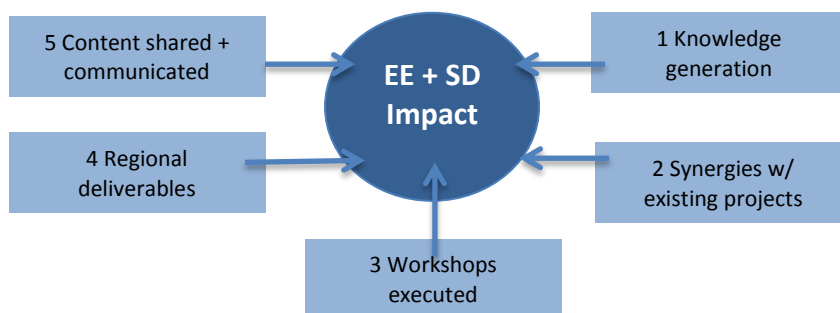 5 Content shared +
communicated
EE + SD
Impact
1 Knowledge
generation
4 Regional
deliverables
2 Synergies w/
existing projects
3 Workshops
executed